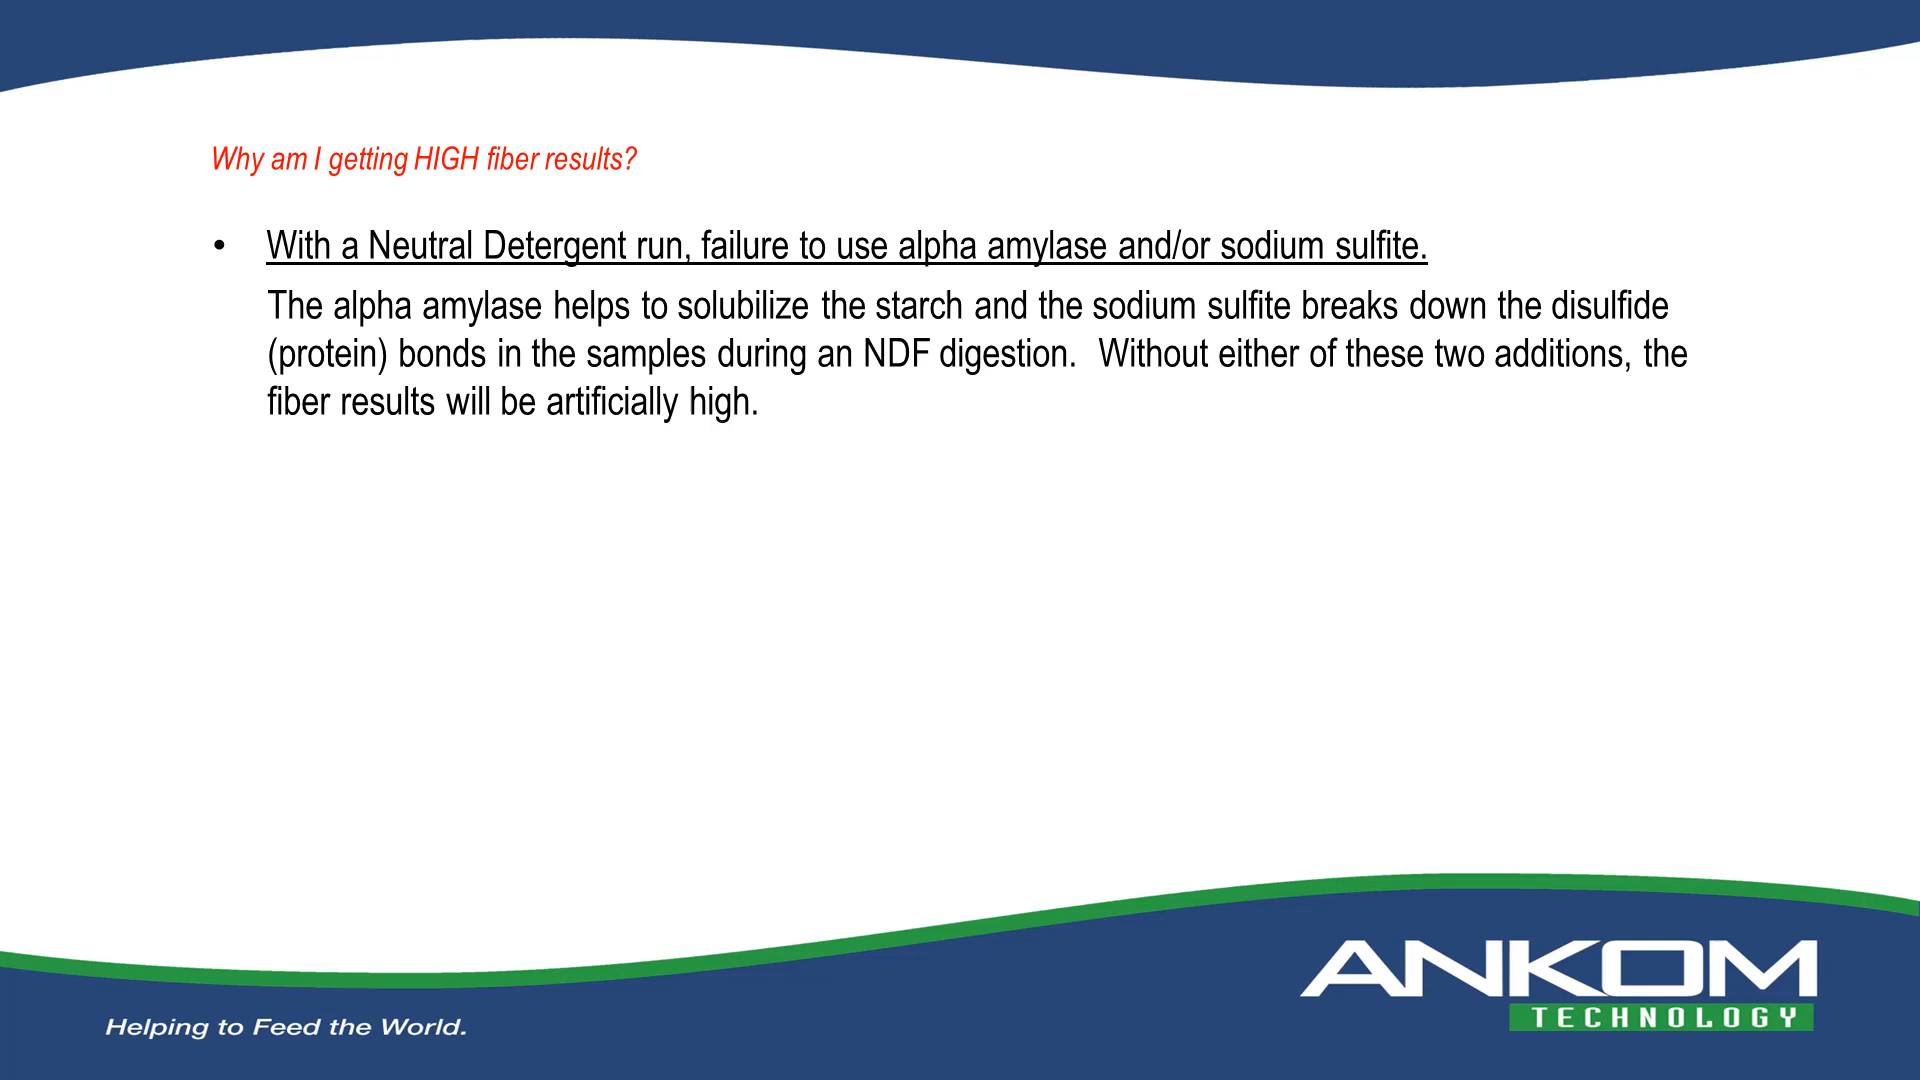 Why am I getting HIGH fiber results?
• With a Neutral Detergent run, failure to use alpha amylase and/or sodium sulfite.
The alpha amylase helps to solubilize the starch and the sodium sulfite breaks down the disulfide
(protein) bonds in the samples during an NDF digestion.  Without either of these two additions, the
fiber results will be artificially high.
ANKOM
TECHNOLOGY
Helping to Feed the World.